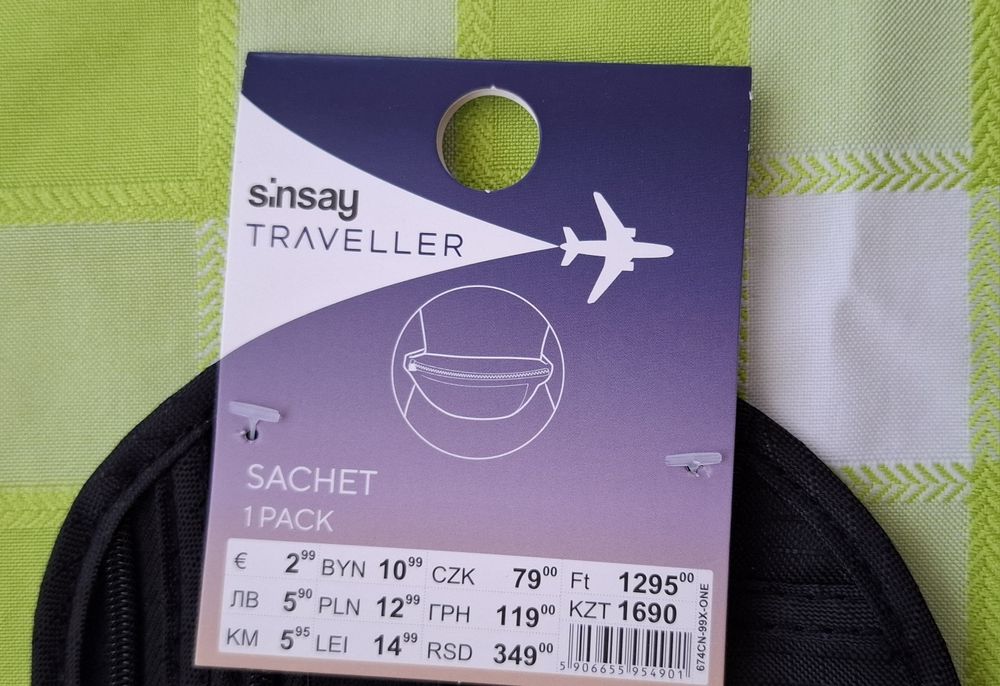 sinsay
TRAVELLER
SACHET
1 PACK
€ 2⁹⁹ BYN 10⁹⁹ CZK 79⁰⁰ Ft 1295⁰⁰
ЛВ 5⁹⁰ PLN 12⁹⁹ ГРН 119⁰⁰ KZT 1690
KM 5⁹⁵ LEI 14⁹⁹ RSD 349⁰⁰
5 906655 954901
674CN-99X-ONE